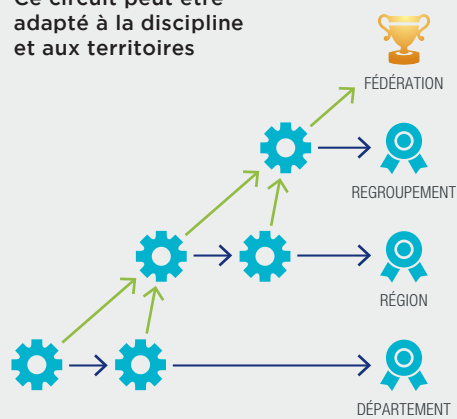 Ce circuit peut être
adapté à la discipline
et aux territoires
FÉDÉRATION
REGROUPEMENT
RÉGION
DÉPARTEMENT